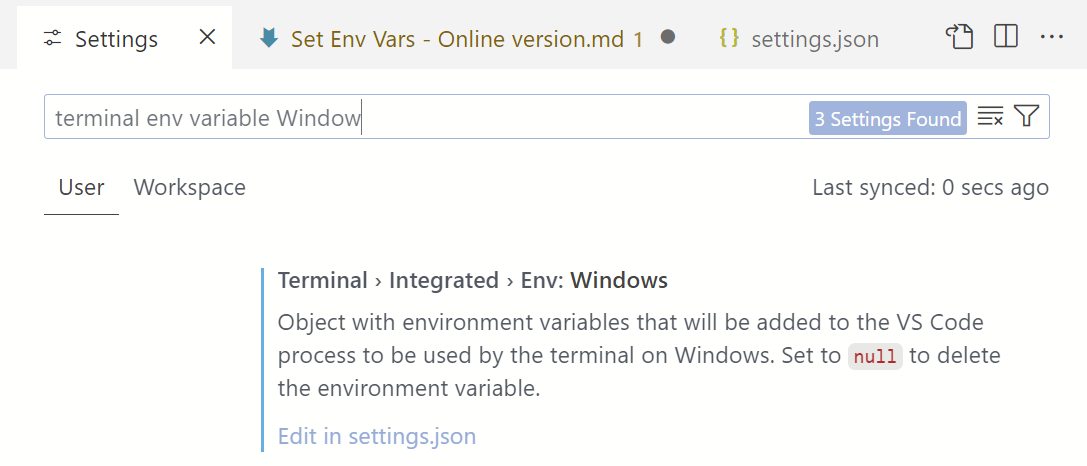 Settings Set Env Vars - Online version.md 1 {} settings.json
terminal env variable Window 3 Settings Found
User Workspace Last synced: 0 secs ago
Terminal › Integrated › Env: Windows
Object with environment variables that will be added to the VS Code
process to be used by the terminal on Windows. Set to null to delete
the environment variable.
Edit in settings.json